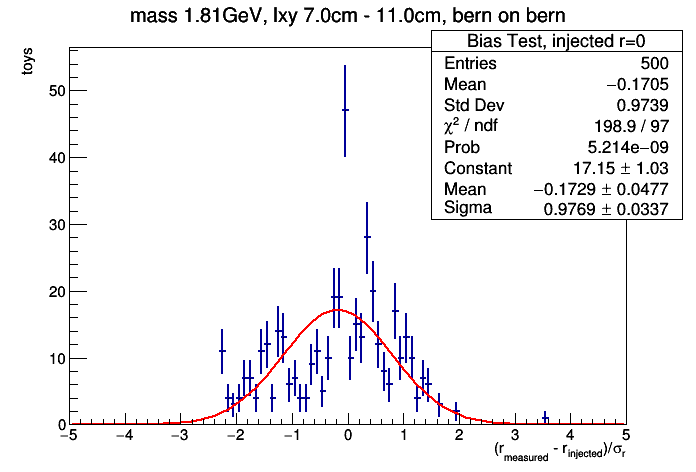 mass 1.81GeV, lxy 7.0cm - 11.0cm, bern on bern
Bias Test, injected r=0
Entries 500
Mean −0.1705
Std Dev 0.9739
χ² / ndf 198.9 / 97
Prob 5.214e−09
Constant 17.15 ± 1.03
Mean −0.1729 ± 0.0477
Sigma 0.9769 ± 0.0337
toys
50
40
30
20
10
0
−5 −4 −3 −2 −1 0 1 2 3 4 5
(r_measured - r_injected)/σ_r